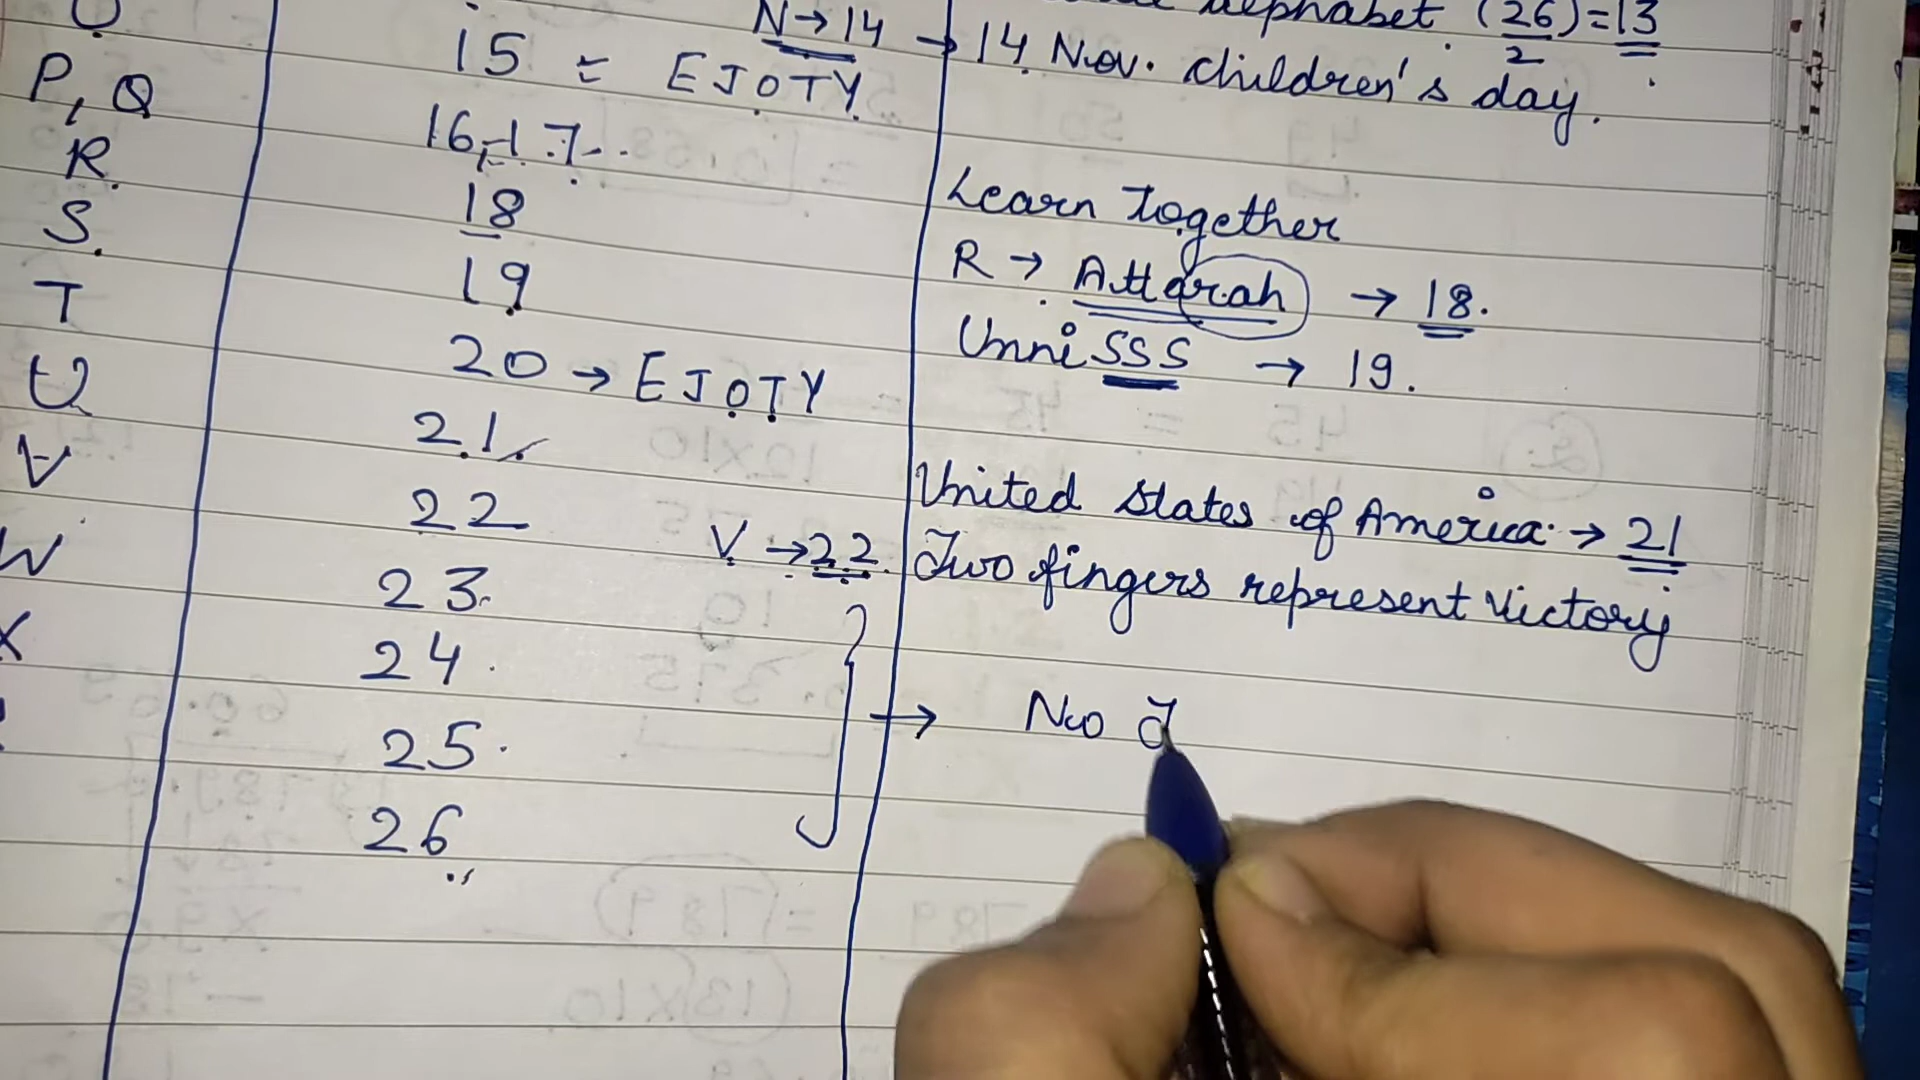 alphabet. (26/2)=13
N→14 → 14 Nov. children's day.
O 15 = EJOTY
P, Q 16, 17
R 18 Learn Together
S 19 R → Attarah → 18.
T 20 → EJOTY Unnisss → 19.
U 21
V 22 United States of America → 21
W 23 V → 22. Two fingers represent victory
X 24
25 → No
26